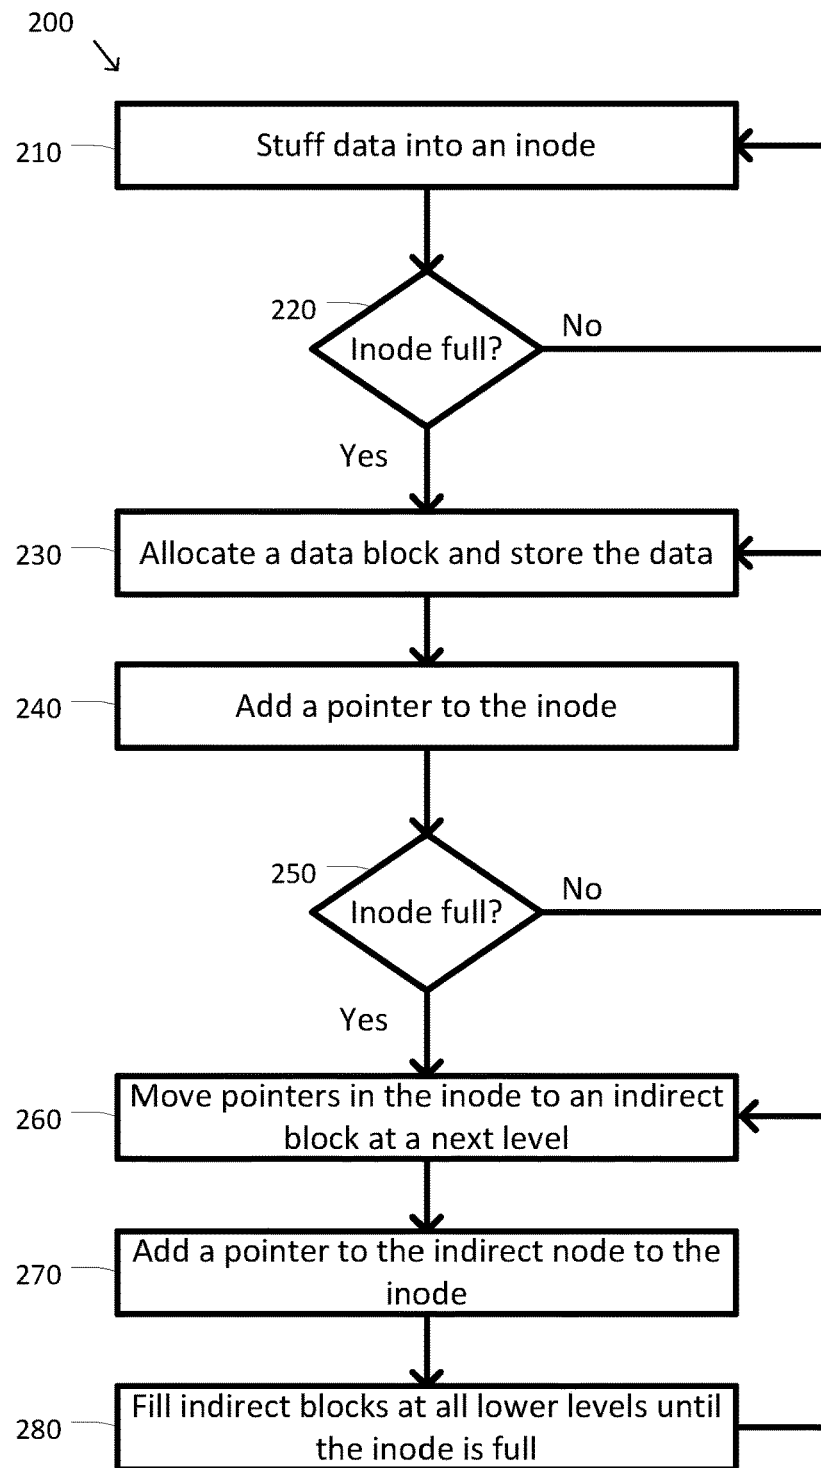 200
210
Stuff data into an inode
220
Inode full?
No
Yes
230
Allocate a data block and store the data
240
Add a pointer to the inode
250
Inode full?
No
Yes
260
Move pointers in the inode to an indirect
block at a next level
270
Add a pointer to the indirect node to the
inode
280
Fill indirect blocks at all lower levels until
the inode is full